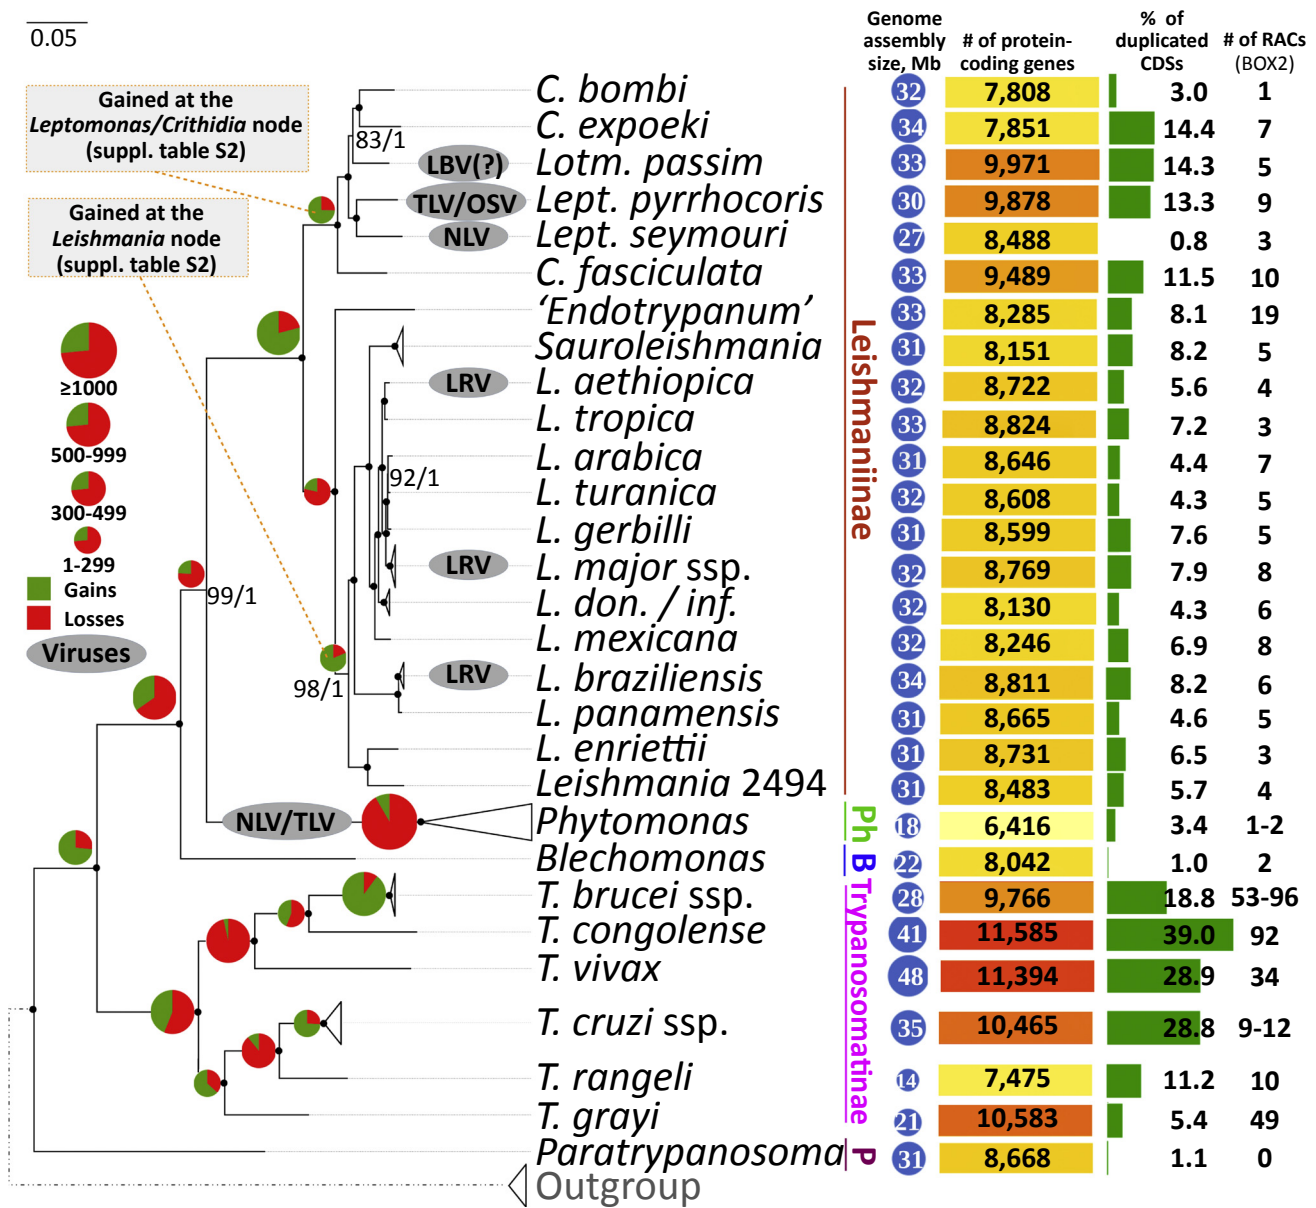 0.05
Genome
assembly
size, Mb
# of protein-
coding genes
% of
duplicated
CDSs
# of RACs
(BOX2)
Gained at the
Leptomonas/Crithidia node
(suppl. table S2)
Gained at the
Leishmania node
(suppl. table S2)
≥1000
500-999
300-499
1-299
Gains
Losses
Viruses
83/1
92/1
99/1
98/1
C. bombi 32 7,808 3.0 1
C. expoeki 34 7,851 14.4 7
LBV(?) Lotm. passim 33 9,971 14.3 5
TLV/OSV Lept. pyrrhocoris 30 9,878 13.3 9
NLV Lept. seymouri 27 8,488 0.8 3
C. fasciculata 33 9,489 11.5 10
‘Endotrypanum’ 33 8,285 8.1 19
Sauroleishmania 31 8,151 8.2 5
LRV L. aethiopica 32 8,722 5.6 4
L. tropica 33 8,824 7.2 3
L. arabica 31 8,646 4.4 7
L. turanica 32 8,608 4.3 5
L. gerbilli 31 8,599 7.6 5
LRV L. major ssp. 32 8,769 7.9 8
L. don. / inf. 32 8,130 4.3 6
L. mexicana 32 8,246 6.9 8
LRV L. braziliensis 34 8,811 8.2 6
L. panamensis 31 8,665 4.6 5
L. enriettii 31 8,731 6.5 3
Leishmania 2494 31 8,483 5.7 4
NLV/TLV Phytomonas 18 6,416 3.4 1-2
Blechomonas 22 8,042 1.0 2
T. brucei ssp. 28 9,766 18.8 53-96
T. congolense 41 11,585 39.0 92
T. vivax 48 11,394 28.9 34
T. cruzi ssp. 35 10,465 28.8 9-12
T. rangeli 14 7,475 11.2 10
T. grayi 21 10,583 5.4 49
Paratrypanosoma 31 8,668 1.1 0
Outgroup
Leishmaniinae
Ph
B
Trypanosomatinae
P